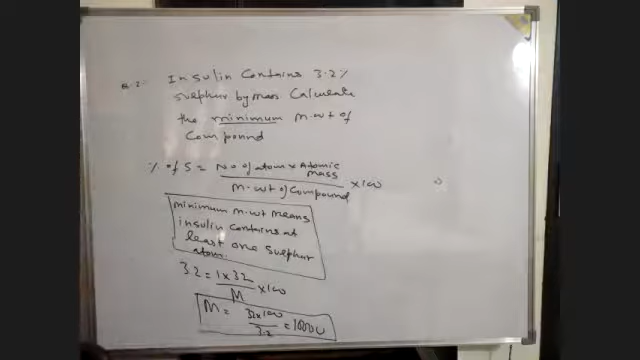 Q.2:- Insulin contains 3.2%
sulphur by mass Calculate
the minimum m.wt of
Compound
% of S = No of atom x Atomic mass
m.wt of Compound x 100
minimum m.wt means
insulin contains at
least one sulphur
atom.
3.2 = 1 x 32
M x 100
M = 32 x 100
3.2 = 1000 u